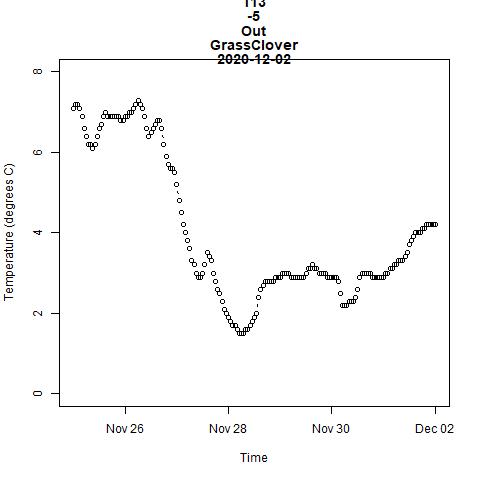 -5
Out
GrassClover
2020-12-02
Temperature (degrees C)
8
6
4
2
0
Nov 26
Nov 28
Nov 30
Dec 02
Time